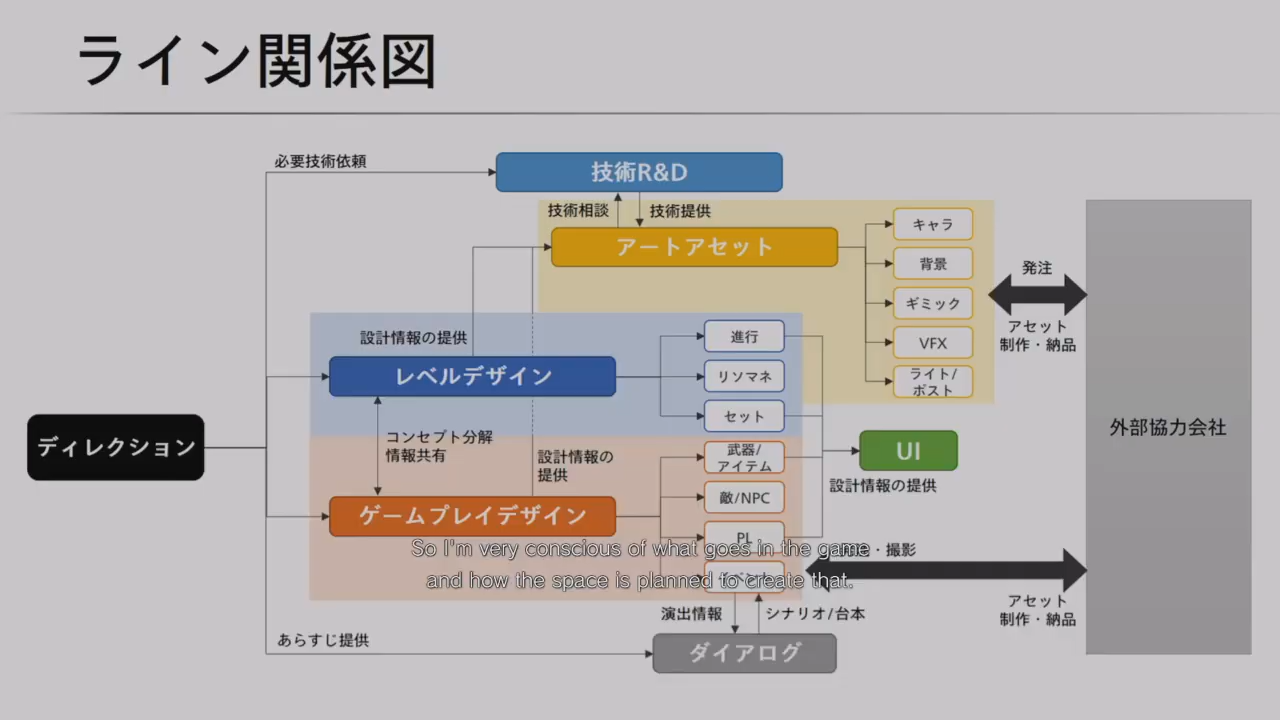 ライン関係図
必要技術依頼
技術R&D
技術相談
技術提供
アートアセット
キャラ
背景
ギミック
VFX
ライト/
ポスト
発注
アセット
制作・納品
設計情報の提供
レベルデザイン
進行
リソマネ
セット
ディレクション
コンセプト分解
情報共有
設計情報の
提供
武器/
アイテム
敵/NPC
PL
UI
設計情報の提供
外部協力会社
ゲームプレイデザイン
・撮影
アセット
制作・納品
So I'm very conscious of what goes in the game
and how the space is planned to create that.
演出情報
シナリオ/台本
あらすじ提供
ダイアログ